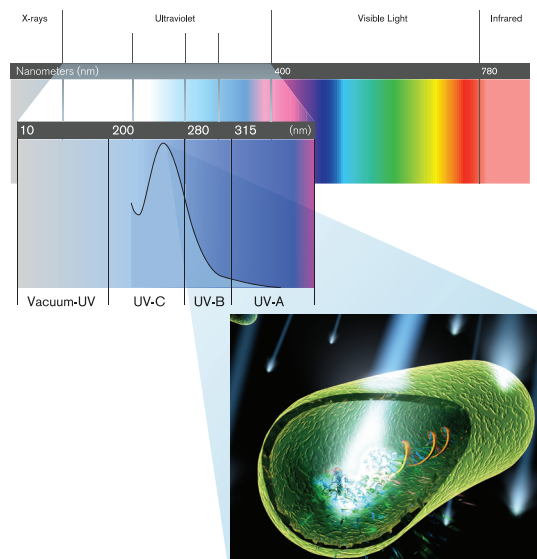 X-rays
Ultraviolet
Visible Light
Infrared
Nanometers (nm)
400
780
10
200
280
315
(nm)
Vacuum-UV
UV-C
UV-B
UV-A